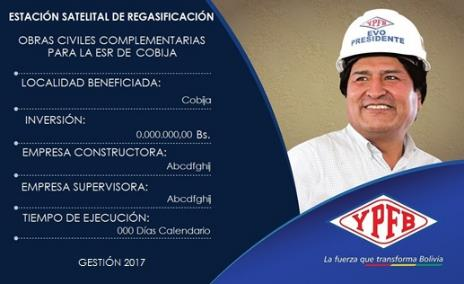 ESTACIÓN SATELITAL DE REGASIFICACIÓN
OBRAS CIVILES COMPLEMENTARIAS
PARA LA ESR DE COBIJA
LOCALIDAD BENEFICIADA:
Cobija
INVERSIÓN:
0,000.000,00 Bs.
EMPRESA CONSTRUCTORA:
Abcdfghij
EMPRESA SUPERVISORA:
Abcdfghij
TIEMPO DE EJECUCIÓN:
000 Días Calendario
GESTIÓN 2017
YPFB
EVO
PRESIDENTE
YPFB
La fuerza que transforma Bolivia